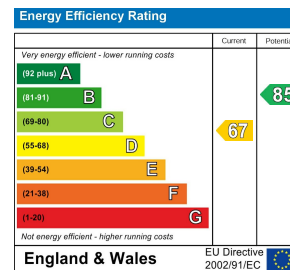 Energy Efficiency Rating
Current
Very energy efficient - lower running costs
(92 plus) A
(81-91) B
85
(69-80) C
67
(55-68) D
(39-54) E
(21-38) F
(1-20) G
Not energy efficient - higher running costs
England & Wales
EU Directive
2002/91/EC